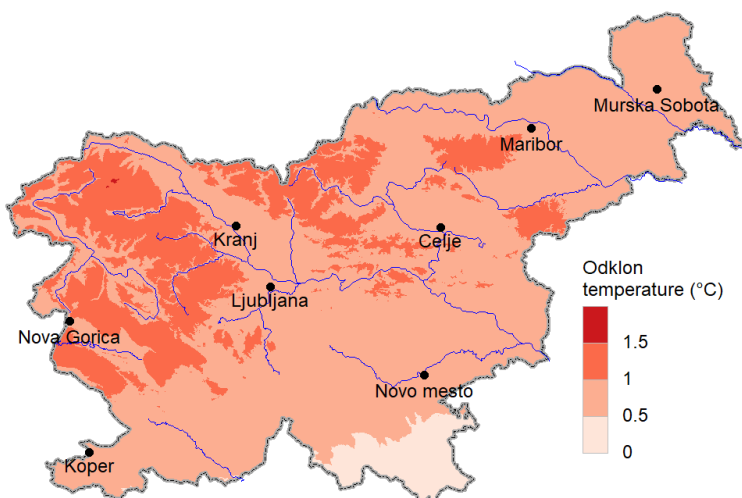 Murska Sobota
Maribor
Kranj
Celje
Ljubljana
Nova Gorica
Novo mesto
Koper
Odklon
temperature (°C)
1.5
1
0.5
0